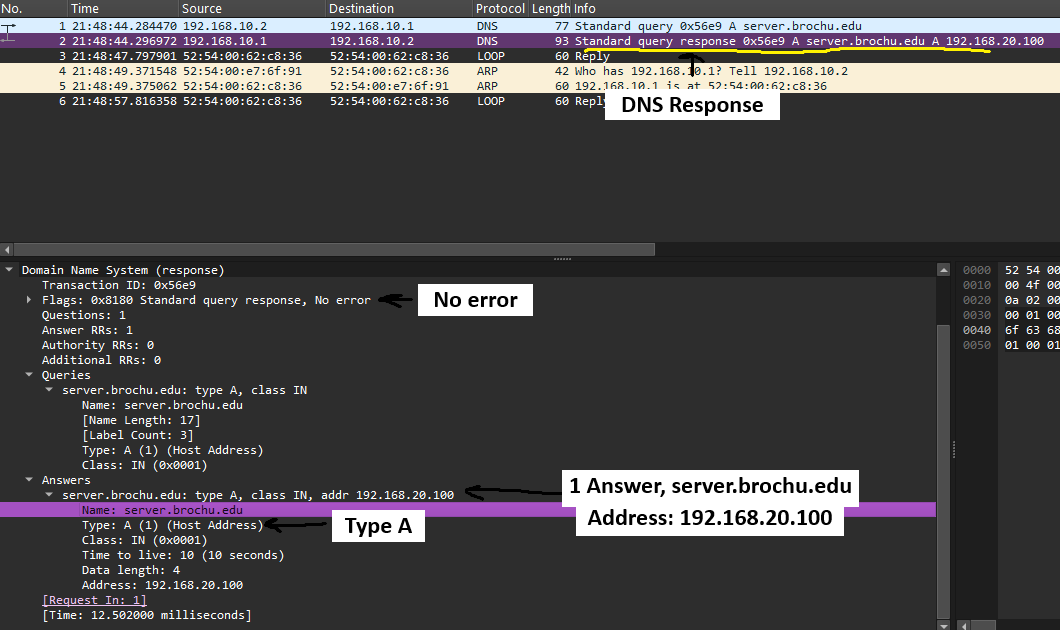 No. Time Source Destination Protocol Length Info
1 21:48:44.284470 192.168.10.2 192.168.10.1 DNS 77 Standard query 0x56e9 A server.brochu.edu
2 21:48:44.296972 192.168.10.1 192.168.10.2 DNS 93 Standard query response 0x56e9 A server.brochu.edu A 192.168.20.100
3 21:48:47.797901 52:54:00:62:c8:36 52:54:00:62:c8:36 LOOP 60 Reply
4 21:48:49.371548 52:54:00:e7:6f:91 52:54:00:62:c8:36 ARP 42 Who has 192.168.10.1? Tell 192.168.10.2
5 21:48:49.375062 52:54:00:62:c8:36 52:54:00:e7:6f:91 ARP 60 192.168.10.1 is at 52:54:00:62:c8:36
6 21:48:57.816358 52:54:00:62:c8:36 52:54:00:62:c8:36 LOOP 60 Reply
DNS Response
Domain Name System (response)
Transaction ID: 0x56e9
Flags: 0x8180 Standard query response, No error
No error
Questions: 1
Answer RRs: 1
Authority RRs: 0
Additional RRs: 0
Queries
server.brochu.edu: type A, class IN
Name: server.brochu.edu
[Name Length: 17]
[Label Count: 3]
Type: A (1) (Host Address)
Class: IN (0x0001)
Answers
server.brochu.edu: type A, class IN, addr 192.168.20.100
1 Answer, server.brochu.edu
Address: 192.168.20.100
Name: server.brochu.edu
Type: A (1) (Host Address)
Type A
Class: IN (0x0001)
Time to live: 10 (10 seconds)
Data length: 4
Address: 192.168.20.100
[Request In: 1]
[Time: 12.502000 milliseconds]
0000 52 54 00
0010 00 4f 00
0020 0a 02 00
0030 00 01 00
0040 6f 63 68
0050 01 00 01